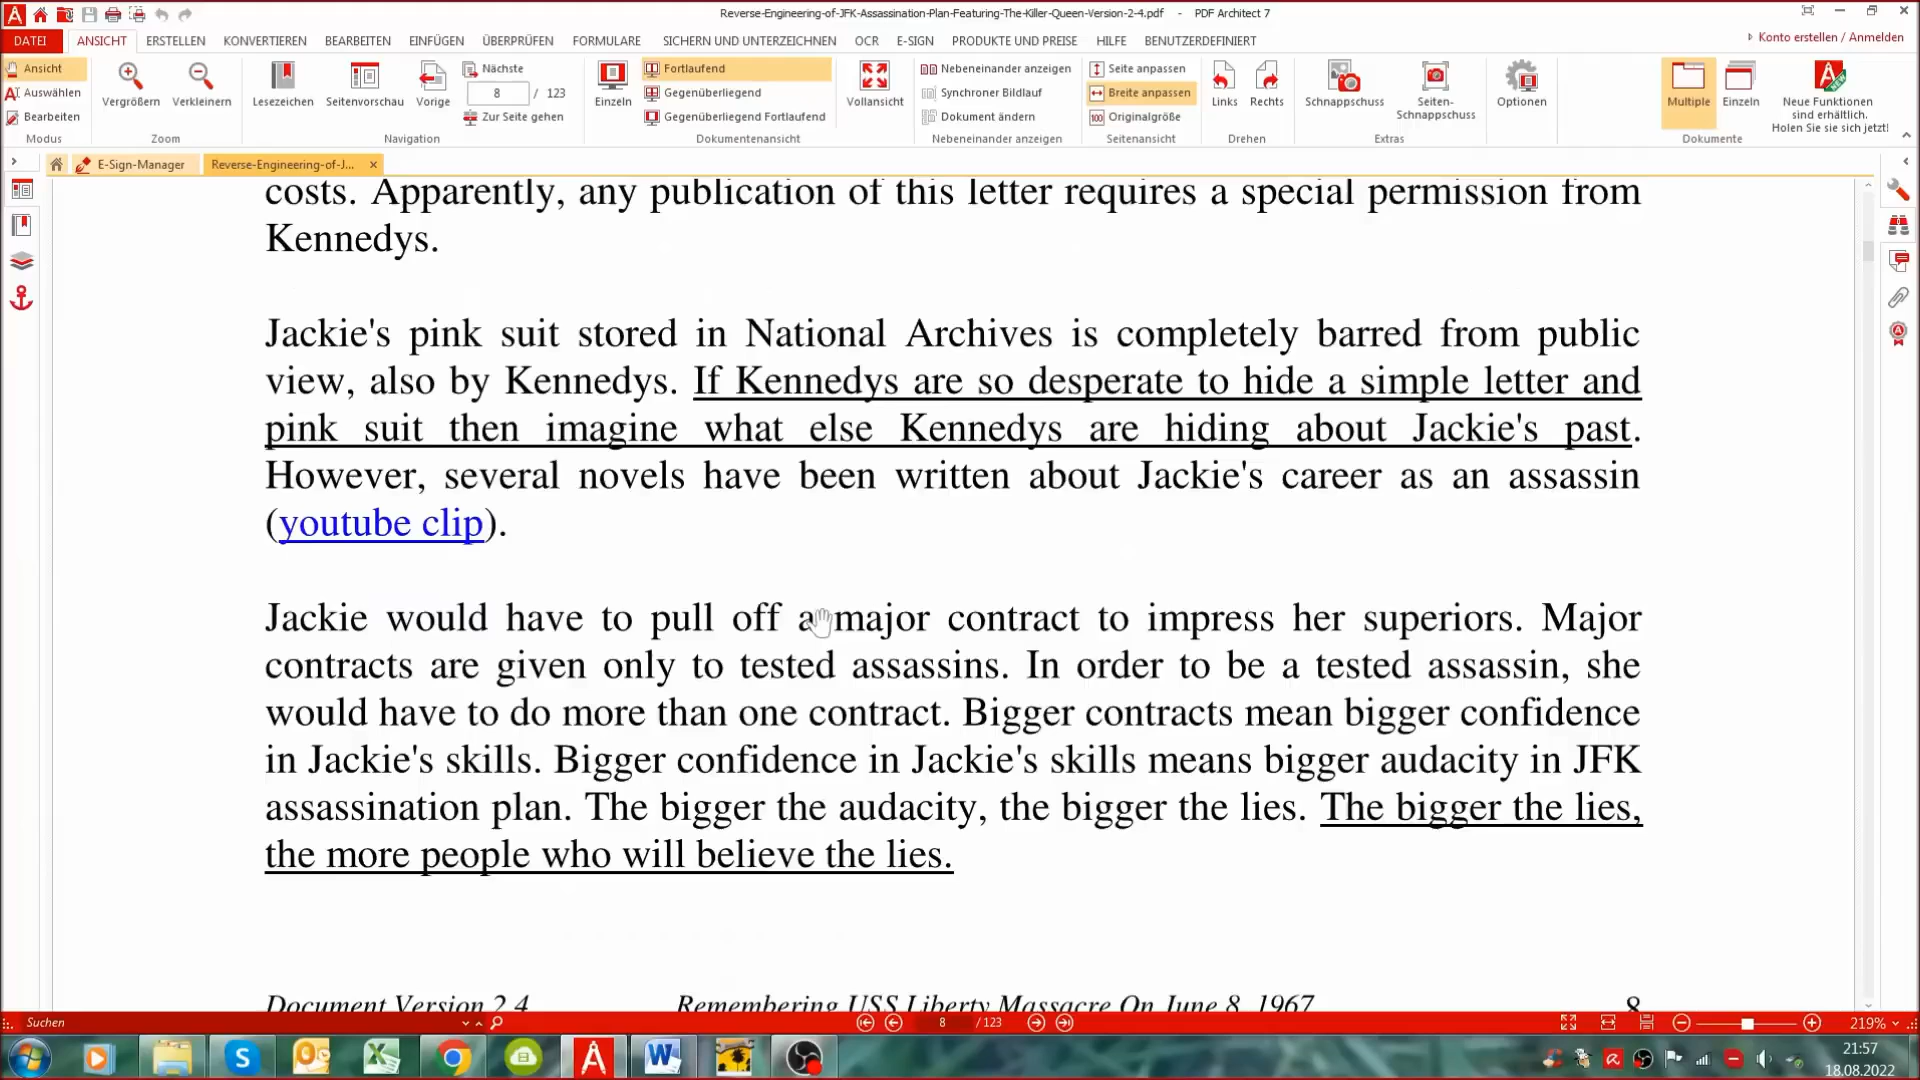 Reverse-Engineering-of-JFK-Assassination-Plan-Featuring-The-Killer-Queen-Version-2-4.pdf - PDF Architect 7
DATEI ANSICHT ERSTELLEN KONVERTIEREN BEARBEITEN EINFÜGEN ÜBERPRÜFEN FORMULARE SICHERN UND UNTERZEICHNEN OCR E-SIGN PRODUKTE UND PREISE HILFE BENUTZERDEFINIERT Konto erstellen / Anmelden
Ansicht
Auswählen
Bearbeiten
Modus
Vergrößern Verkleinern
Zoom
Lesezeichen Seitenvorschau Vorige
Nächste
8 / 123
Zur Seite gehen
Navigation
Einzeln
Fortlaufend
Gegenüberliegend
Gegenüberliegend Fortlaufend
Dokumentenansicht
Vollansicht
Nebeneinander anzeigen
Synchroner Bildlauf
Dokument ändern
Nebeneinander anzeigen
Seite anpassen
Breite anpassen
100 Originalgröße
Seitenansicht
Links Rechts
Drehen
Schnappschuss
Seiten-
Schnappschuss
Extras
Optionen
Multiple Einzeln
Dokumente
NEW
Neue Funktionen
sind erhältlich.
Holen Sie sie sich jetzt!
E-Sign-Manager Reverse-Engineering-of-J...
costs. Apparently, any publication of this letter requires a special permission from
Kennedys.
Jackie's pink suit stored in National Archives is completely barred from public
view, also by Kennedys. If Kennedys are so desperate to hide a simple letter and
pink suit then imagine what else Kennedys are hiding about Jackie's past.
However, several novels have been written about Jackie's career as an assassin
(youtube clip).
Jackie would have to pull off a major contract to impress her superiors. Major
contracts are given only to tested assassins. In order to be a tested assassin, she
would have to do more than one contract. Bigger contracts mean bigger confidence
in Jackie's skills. Bigger confidence in Jackie's skills means bigger audacity in JFK
assassination plan. The bigger the audacity, the bigger the lies. The bigger the lies,
the more people who will believe the lies.
Document Version 2.4 Remembering USS Liberty Massacre On June 8, 1967 8
Suchen
8 / 123
219%
21:57
18.08.2022